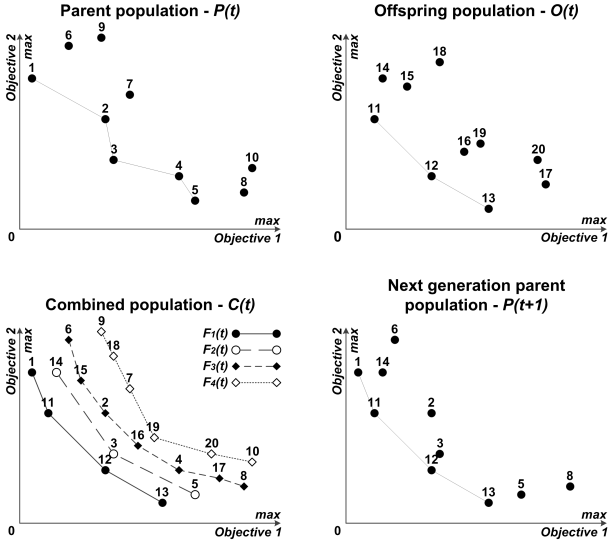 Parent population - P(t)
Objective 2
max
9
6
1
7
2
3
4
10
5
8
max
0
Objective 1
Offspring population - O(t)
Objective 2
max
18
14
15
11
19
16
20
12
17
13
max
0
Objective 1
Combined population - C(t)
Objective 2
max
9
6
F1(t)
18
F2(t)
1
14
F3(t)
15
7
F4(t)
11
2
19
16
3
20
10
12
4
17
8
5
13
max
0
Objective 1
Next generation parent
population - P(t+1)
Objective 2
max
6
1
14
11
2
3
12
8
13
5
max
0
Objective 1